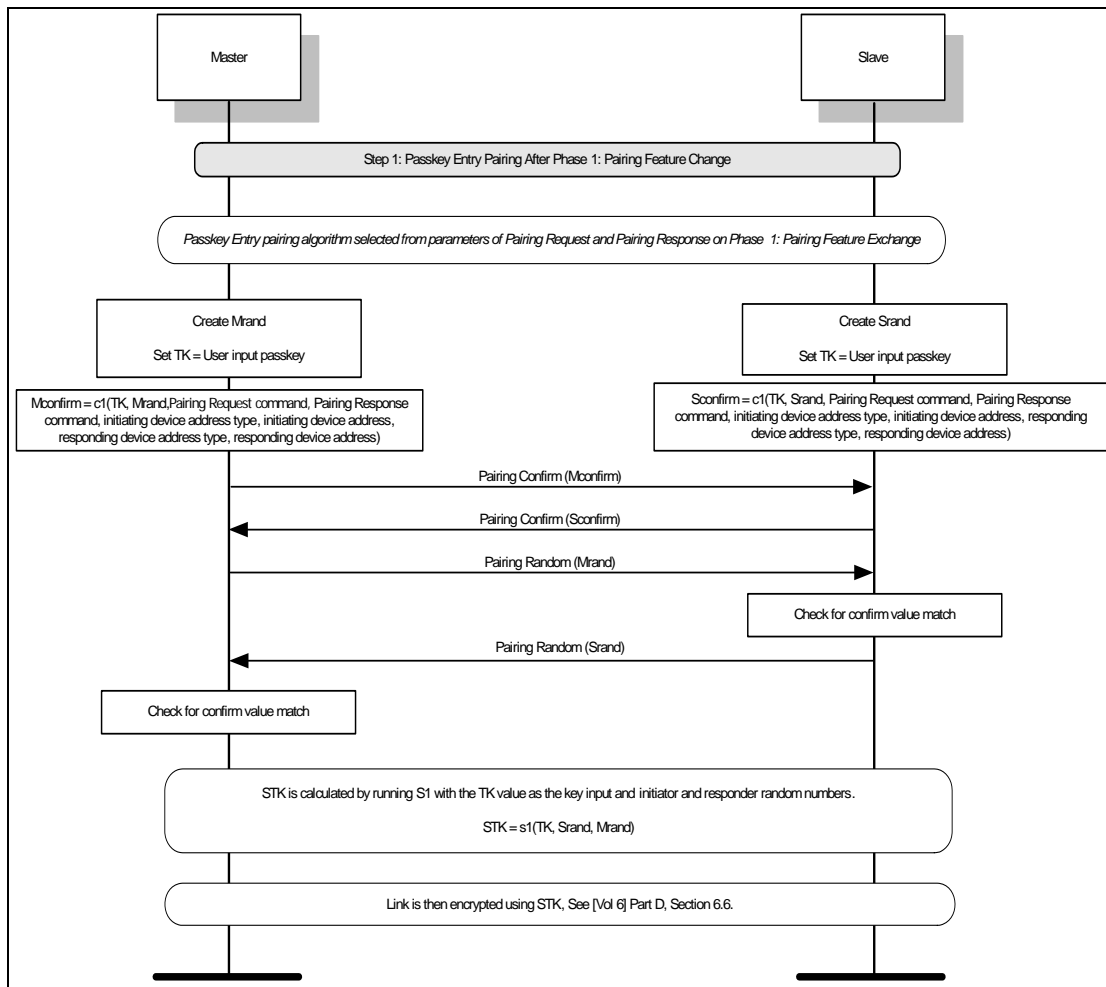 Master
Slave
Step 1: Passkey Entry Pairing After Phase 1: Pairing Feature Change
Passkey Entry pairing algorithm selected from parameters of Pairing Request and Pairing Response on Phase 1: Pairing Feature Exchange
Create Mrand
Set TK = User input passkey
Create Srand
Set TK = User input passkey
Mconfirm = c1(TK, Mrand,Pairing Request command, Pairing Response
command, initiating device address type, initiating device address,
responding device address type, responding device address)
Sconfirm = c1(TK, Srand, Pairing Request command, Pairing Response
command, initiating device address type, initiating device address, responding
device address type, responding device address)
Pairing Confirm (Mconfirm)
Pairing Confirm (Sconfirm)
Pairing Random (Mrand)
Check for confirm value match
Pairing Random (Srand)
Check for confirm value match
STK is calculated by running S1 with the TK value as the key input and initiator and responder random numbers.
STK = s1(TK, Srand, Mrand)
Link is then encrypted using STK, See [Vol 6] Part D, Section 6.6.